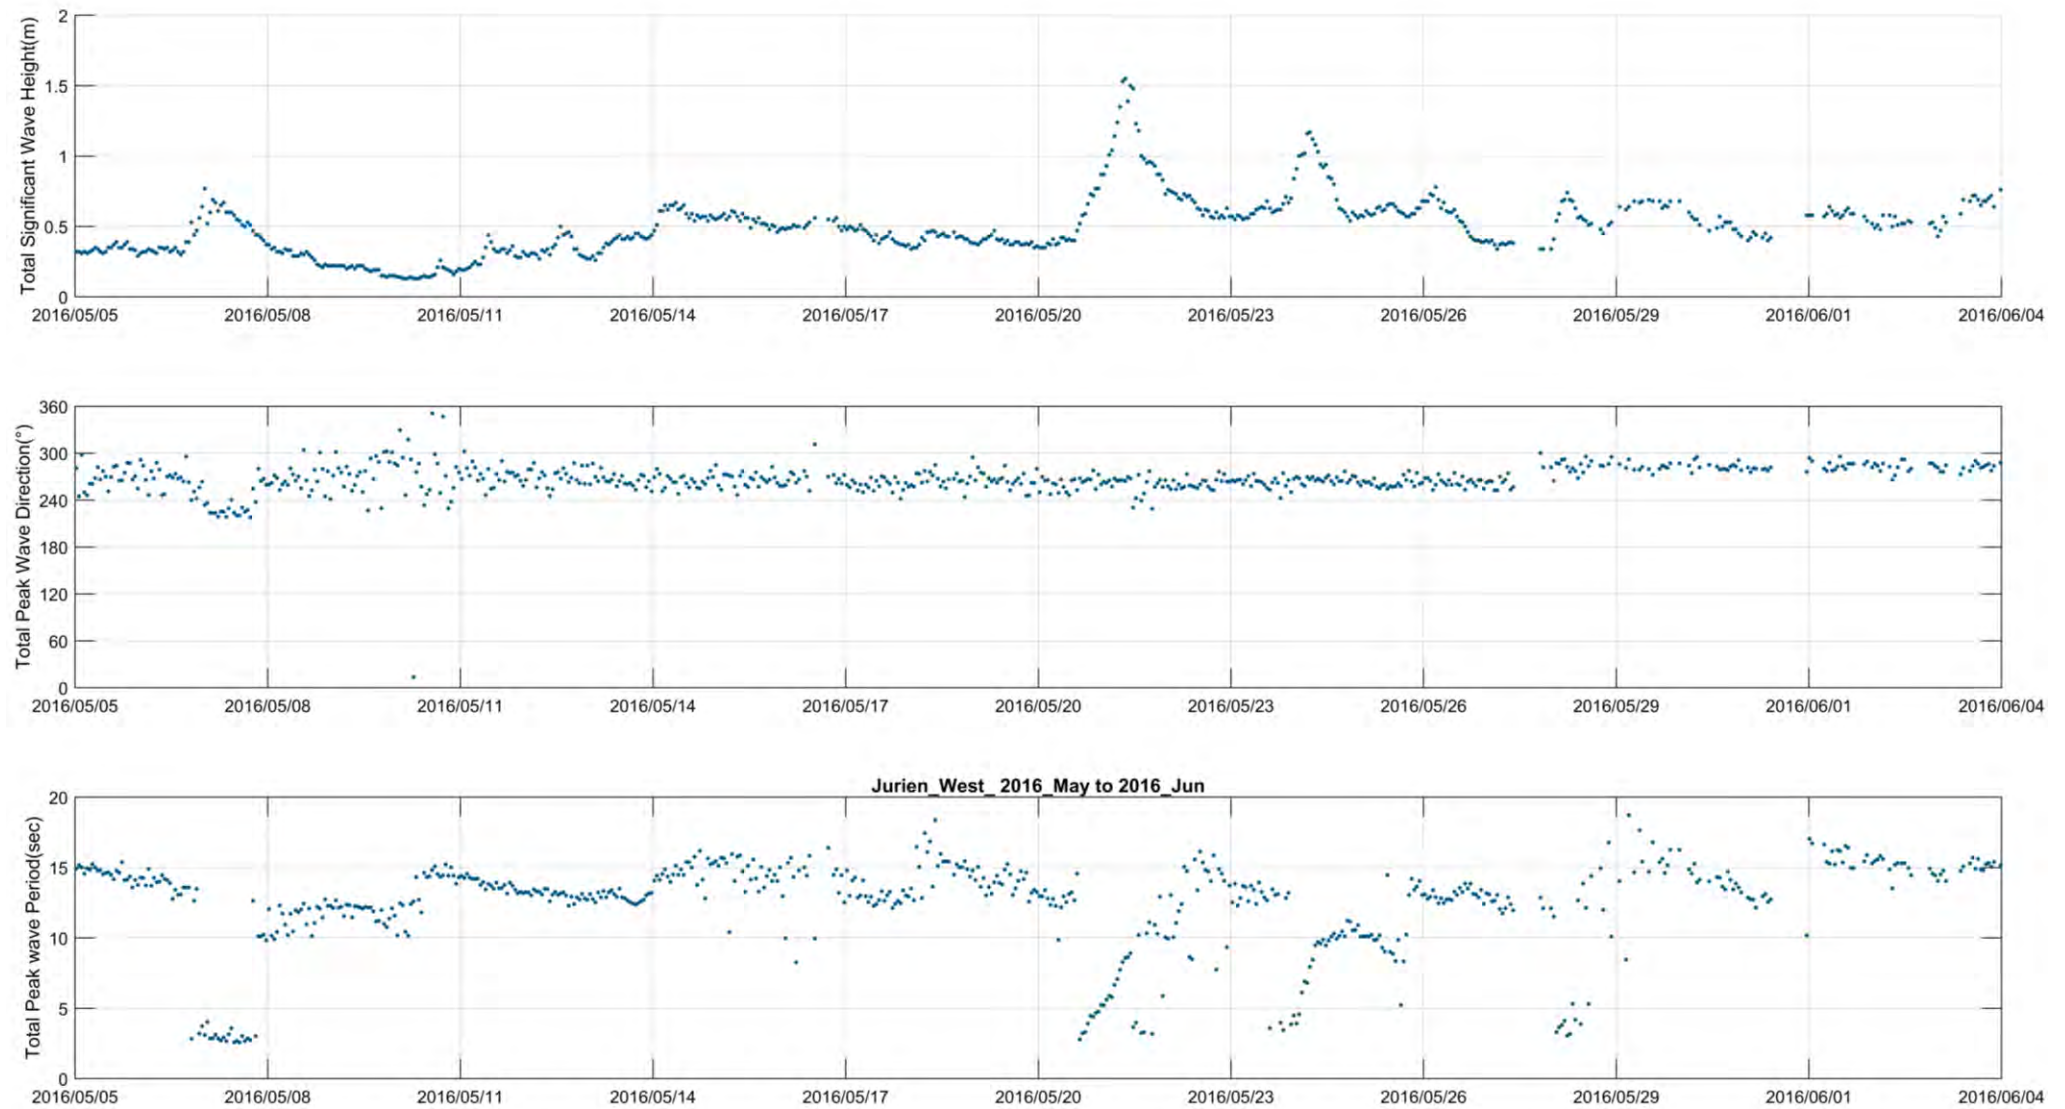 Total Significant Wave Height(m)
2
1.5
1
0.5
0
2016/05/05 2016/05/08 2016/05/11 2016/05/14 2016/05/17 2016/05/20 2016/05/23 2016/05/26 2016/05/29 2016/06/01 2016/06/04
Total Peak Wave Direction(°)
360
300
240
180
120
60
0
2016/05/05 2016/05/08 2016/05/11 2016/05/14 2016/05/17 2016/05/20 2016/05/23 2016/05/26 2016/05/29 2016/06/01 2016/06/04
Jurien_West_ 2016_May to 2016_Jun
Total Peak wave Period(sec)
20
15
10
5
0
2016/05/05 2016/05/08 2016/05/11 2016/05/14 2016/05/17 2016/05/20 2016/05/23 2016/05/26 2016/05/29 2016/06/01 2016/06/04